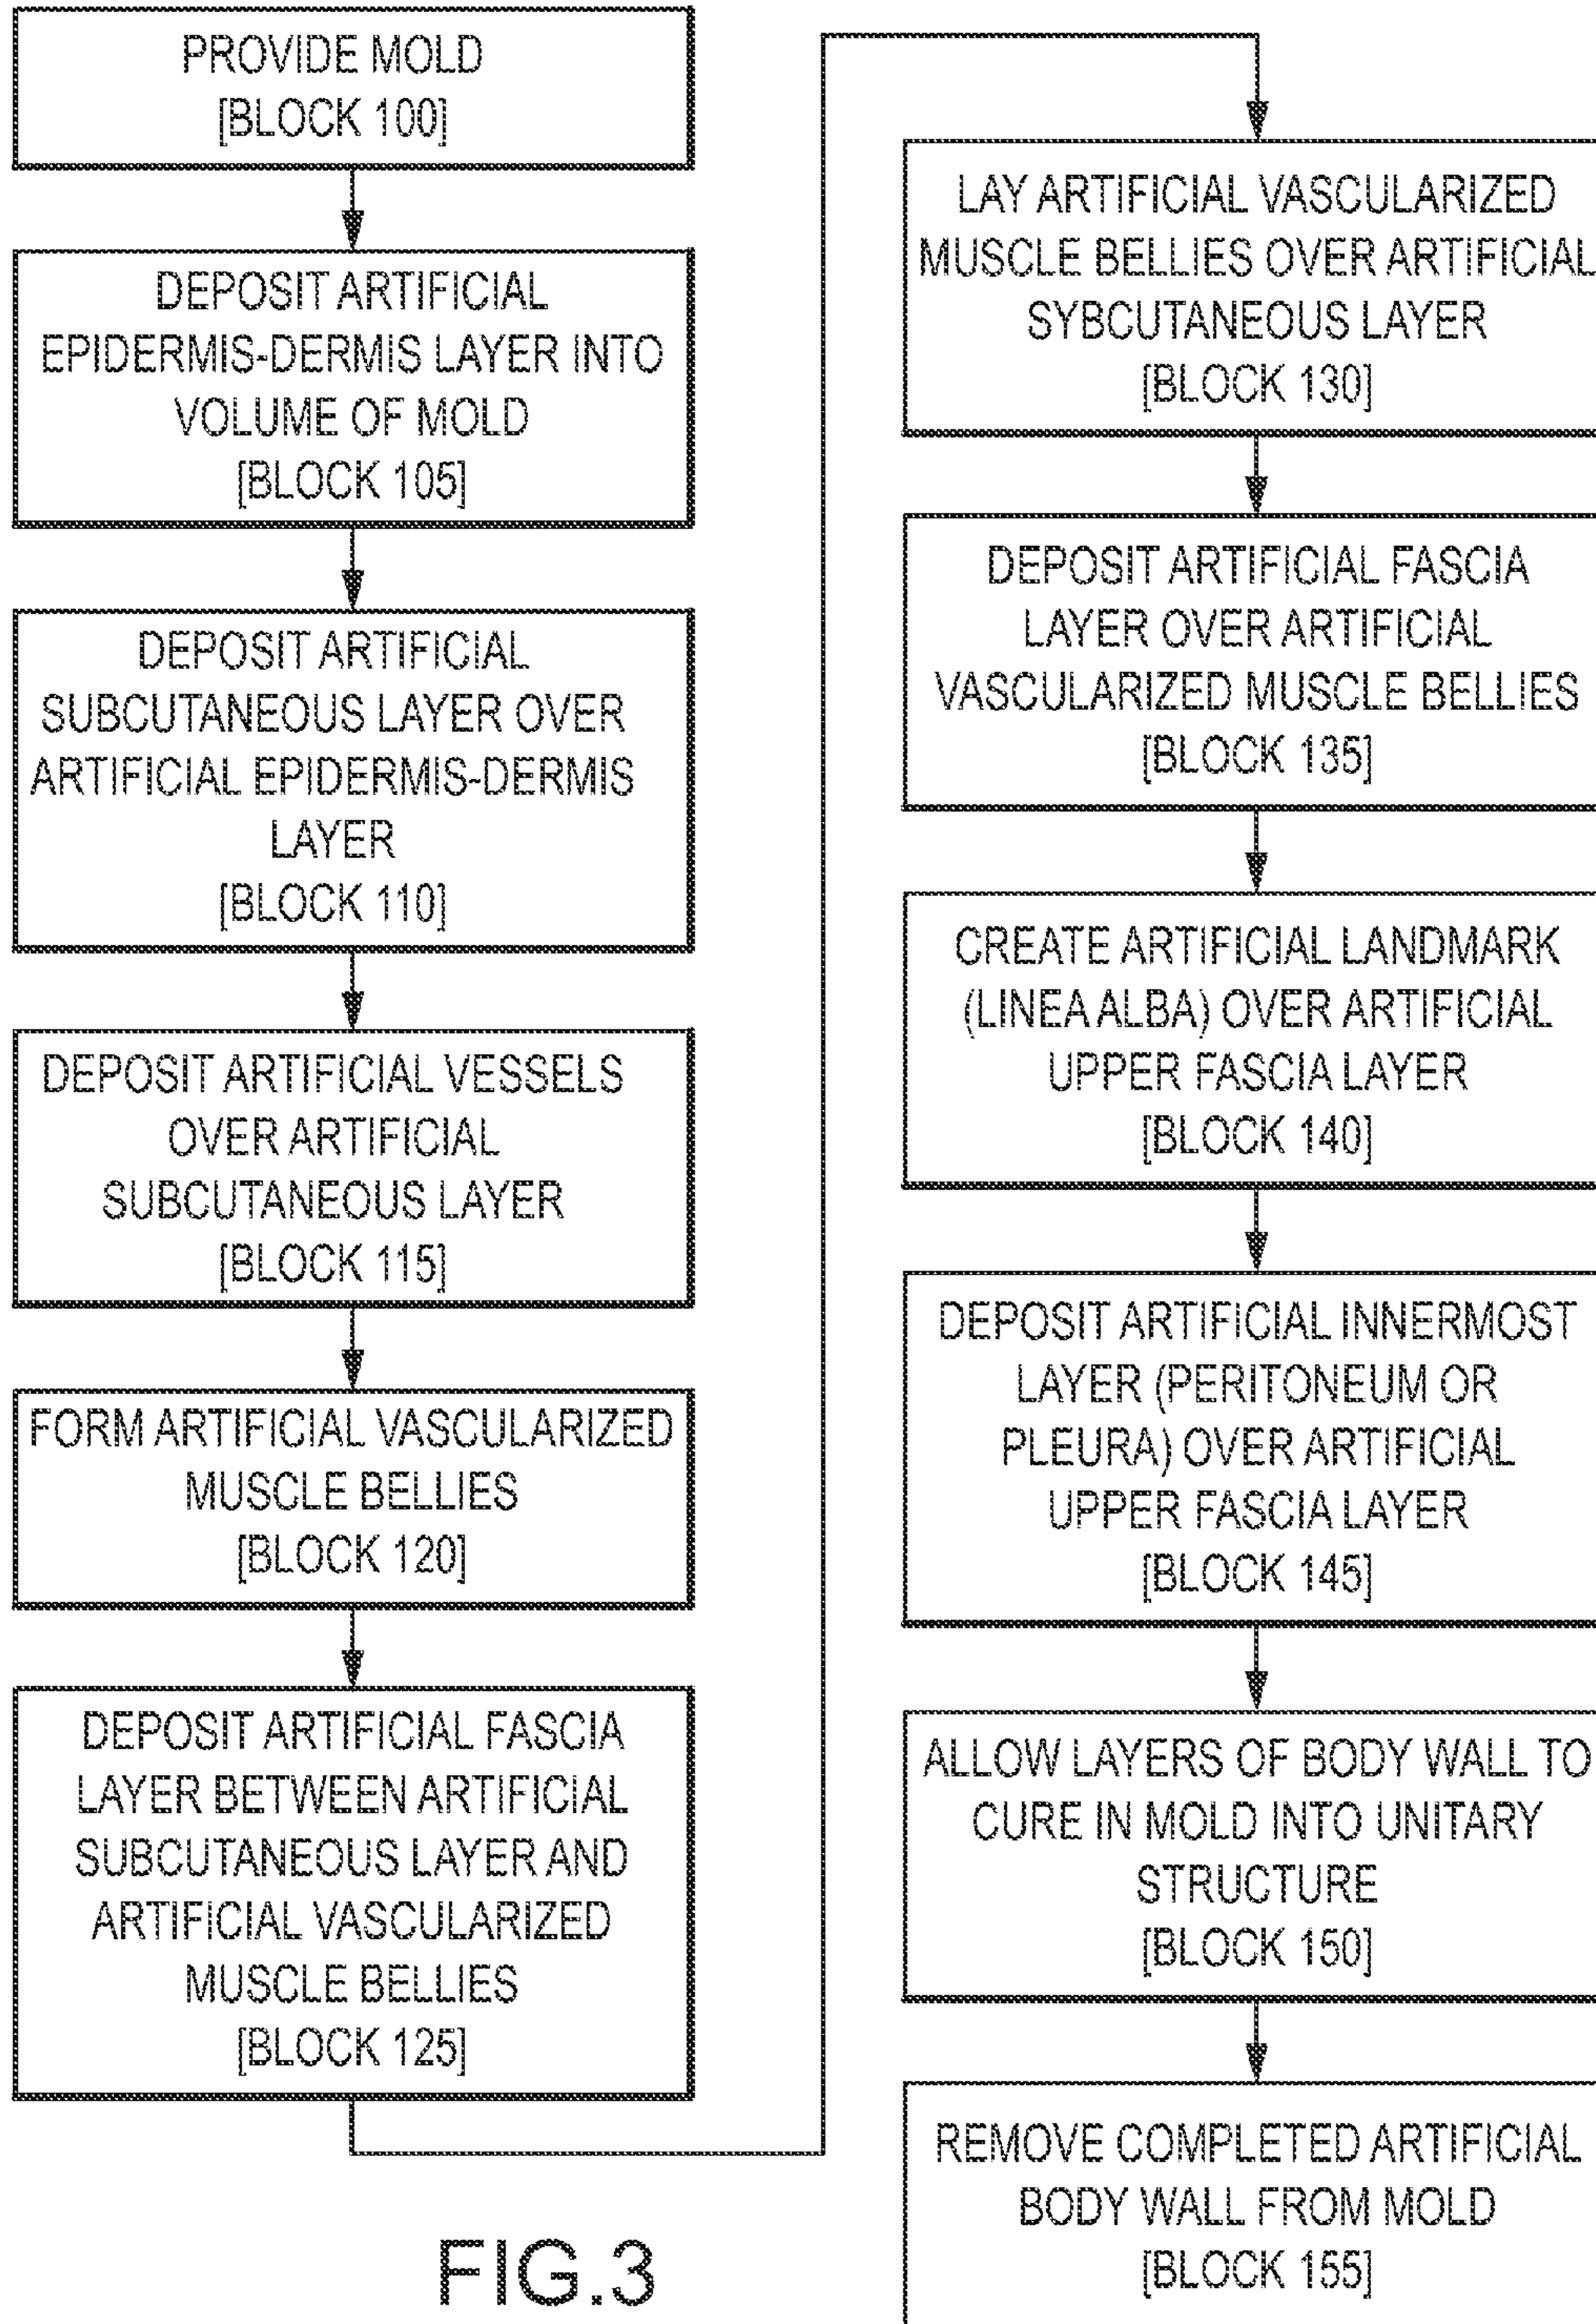 PROVIDE MOLD
[BLOCK 100]
DEPOSIT ARTIFICIAL
EPIDERMIS-DERMIS LAYER INTO
VOLUME OF MOLD
[BLOCK 105]
DEPOSIT ARTIFICIAL
SUBCUTANEOUS LAYER OVER
ARTIFICIAL EPIDERMIS-DERMIS
LAYER
[BLOCK 110]
DEPOSIT ARTIFICIAL VESSELS
OVER ARTIFICIAL
SUBCUTANEOUS LAYER
[BLOCK 115]
FORM ARTIFICIAL VASCULARIZED
MUSCLE BELLIES
[BLOCK 120]
DEPOSIT ARTIFICIAL FASCIA
LAYER BETWEEN ARTIFICIAL
SUBCUTANEOUS LAYER AND
ARTIFICIAL VASCULARIZED
MUSCLE BELLIES
[BLOCK 125]
LAY ARTIFICIAL VASCULARIZED
MUSCLE BELLIES OVER ARTIFICIAL
SYBCUTANEOUS LAYER
[BLOCK 130]
DEPOSIT ARTIFICIAL FASCIA
LAYER OVER ARTIFICIAL
VASCULARIZED MUSCLE BELLIES
[BLOCK 135]
CREATE ARTIFICIAL LANDMARK
(LINEA ALBA) OVER ARTIFICIAL
UPPER FASCIA LAYER
[BLOCK 140]
DEPOSIT ARTIFICIAL INNERMOST
LAYER (PERITONEUM OR
PLEURA) OVER ARTIFICIAL
UPPER FASCIA LAYER
[BLOCK 145]
ALLOW LAYERS OF BODY WALL TO
CURE IN MOLD INTO UNITARY
STRUCTURE
[BLOCK 150]
REMOVE COMPLETED ARTIFICIAL
BODY WALL FROM MOLD
[BLOCK 155]
FIG.3